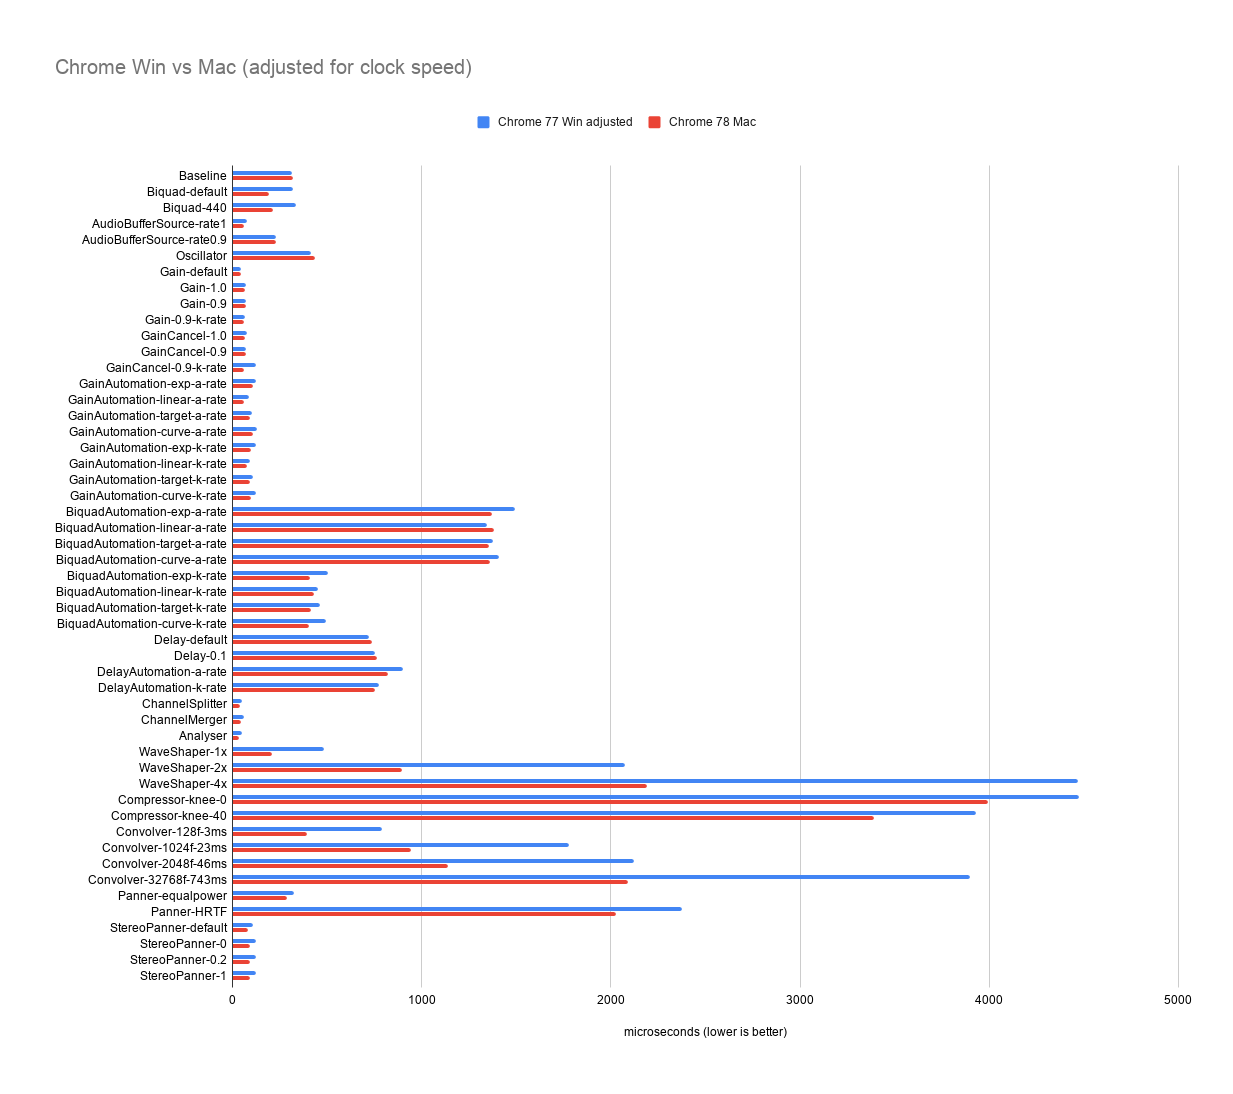 Chrome Win vs Mac (adjusted for clock speed)
Chrome 77 Win adjusted
Chrome 78 Mac
Baseline
Biquad-default
Biquad-440
AudioBufferSource-rate1
AudioBufferSource-rate0.9
Oscillator
Gain-default
Gain-1.0
Gain-0.9
Gain-0.9-k-rate
GainCancel-1.0
GainCancel-0.9
GainCancel-0.9-k-rate
GainAutomation-exp-a-rate
GainAutomation-linear-a-rate
GainAutomation-target-a-rate
GainAutomation-curve-a-rate
GainAutomation-exp-k-rate
GainAutomation-linear-k-rate
GainAutomation-target-k-rate
GainAutomation-curve-k-rate
BiquadAutomation-exp-a-rate
BiquadAutomation-linear-a-rate
BiquadAutomation-target-a-rate
BiquadAutomation-curve-a-rate
BiquadAutomation-exp-k-rate
BiquadAutomation-linear-k-rate
BiquadAutomation-target-k-rate
BiquadAutomation-curve-k-rate
Delay-default
Delay-0.1
DelayAutomation-a-rate
DelayAutomation-k-rate
ChannelSplitter
ChannelMerger
Analyser
WaveShaper-1x
WaveShaper-2x
WaveShaper-4x
Compressor-knee-0
Compressor-knee-40
Convolver-128f-3ms
Convolver-1024f-23ms
Convolver-2048f-46ms
Convolver-32768f-743ms
Panner-equalpower
Panner-HRTF
StereoPanner-default
StereoPanner-0
StereoPanner-0.2
StereoPanner-1
0 1000 2000 3000 4000 5000
microseconds (lower is better)